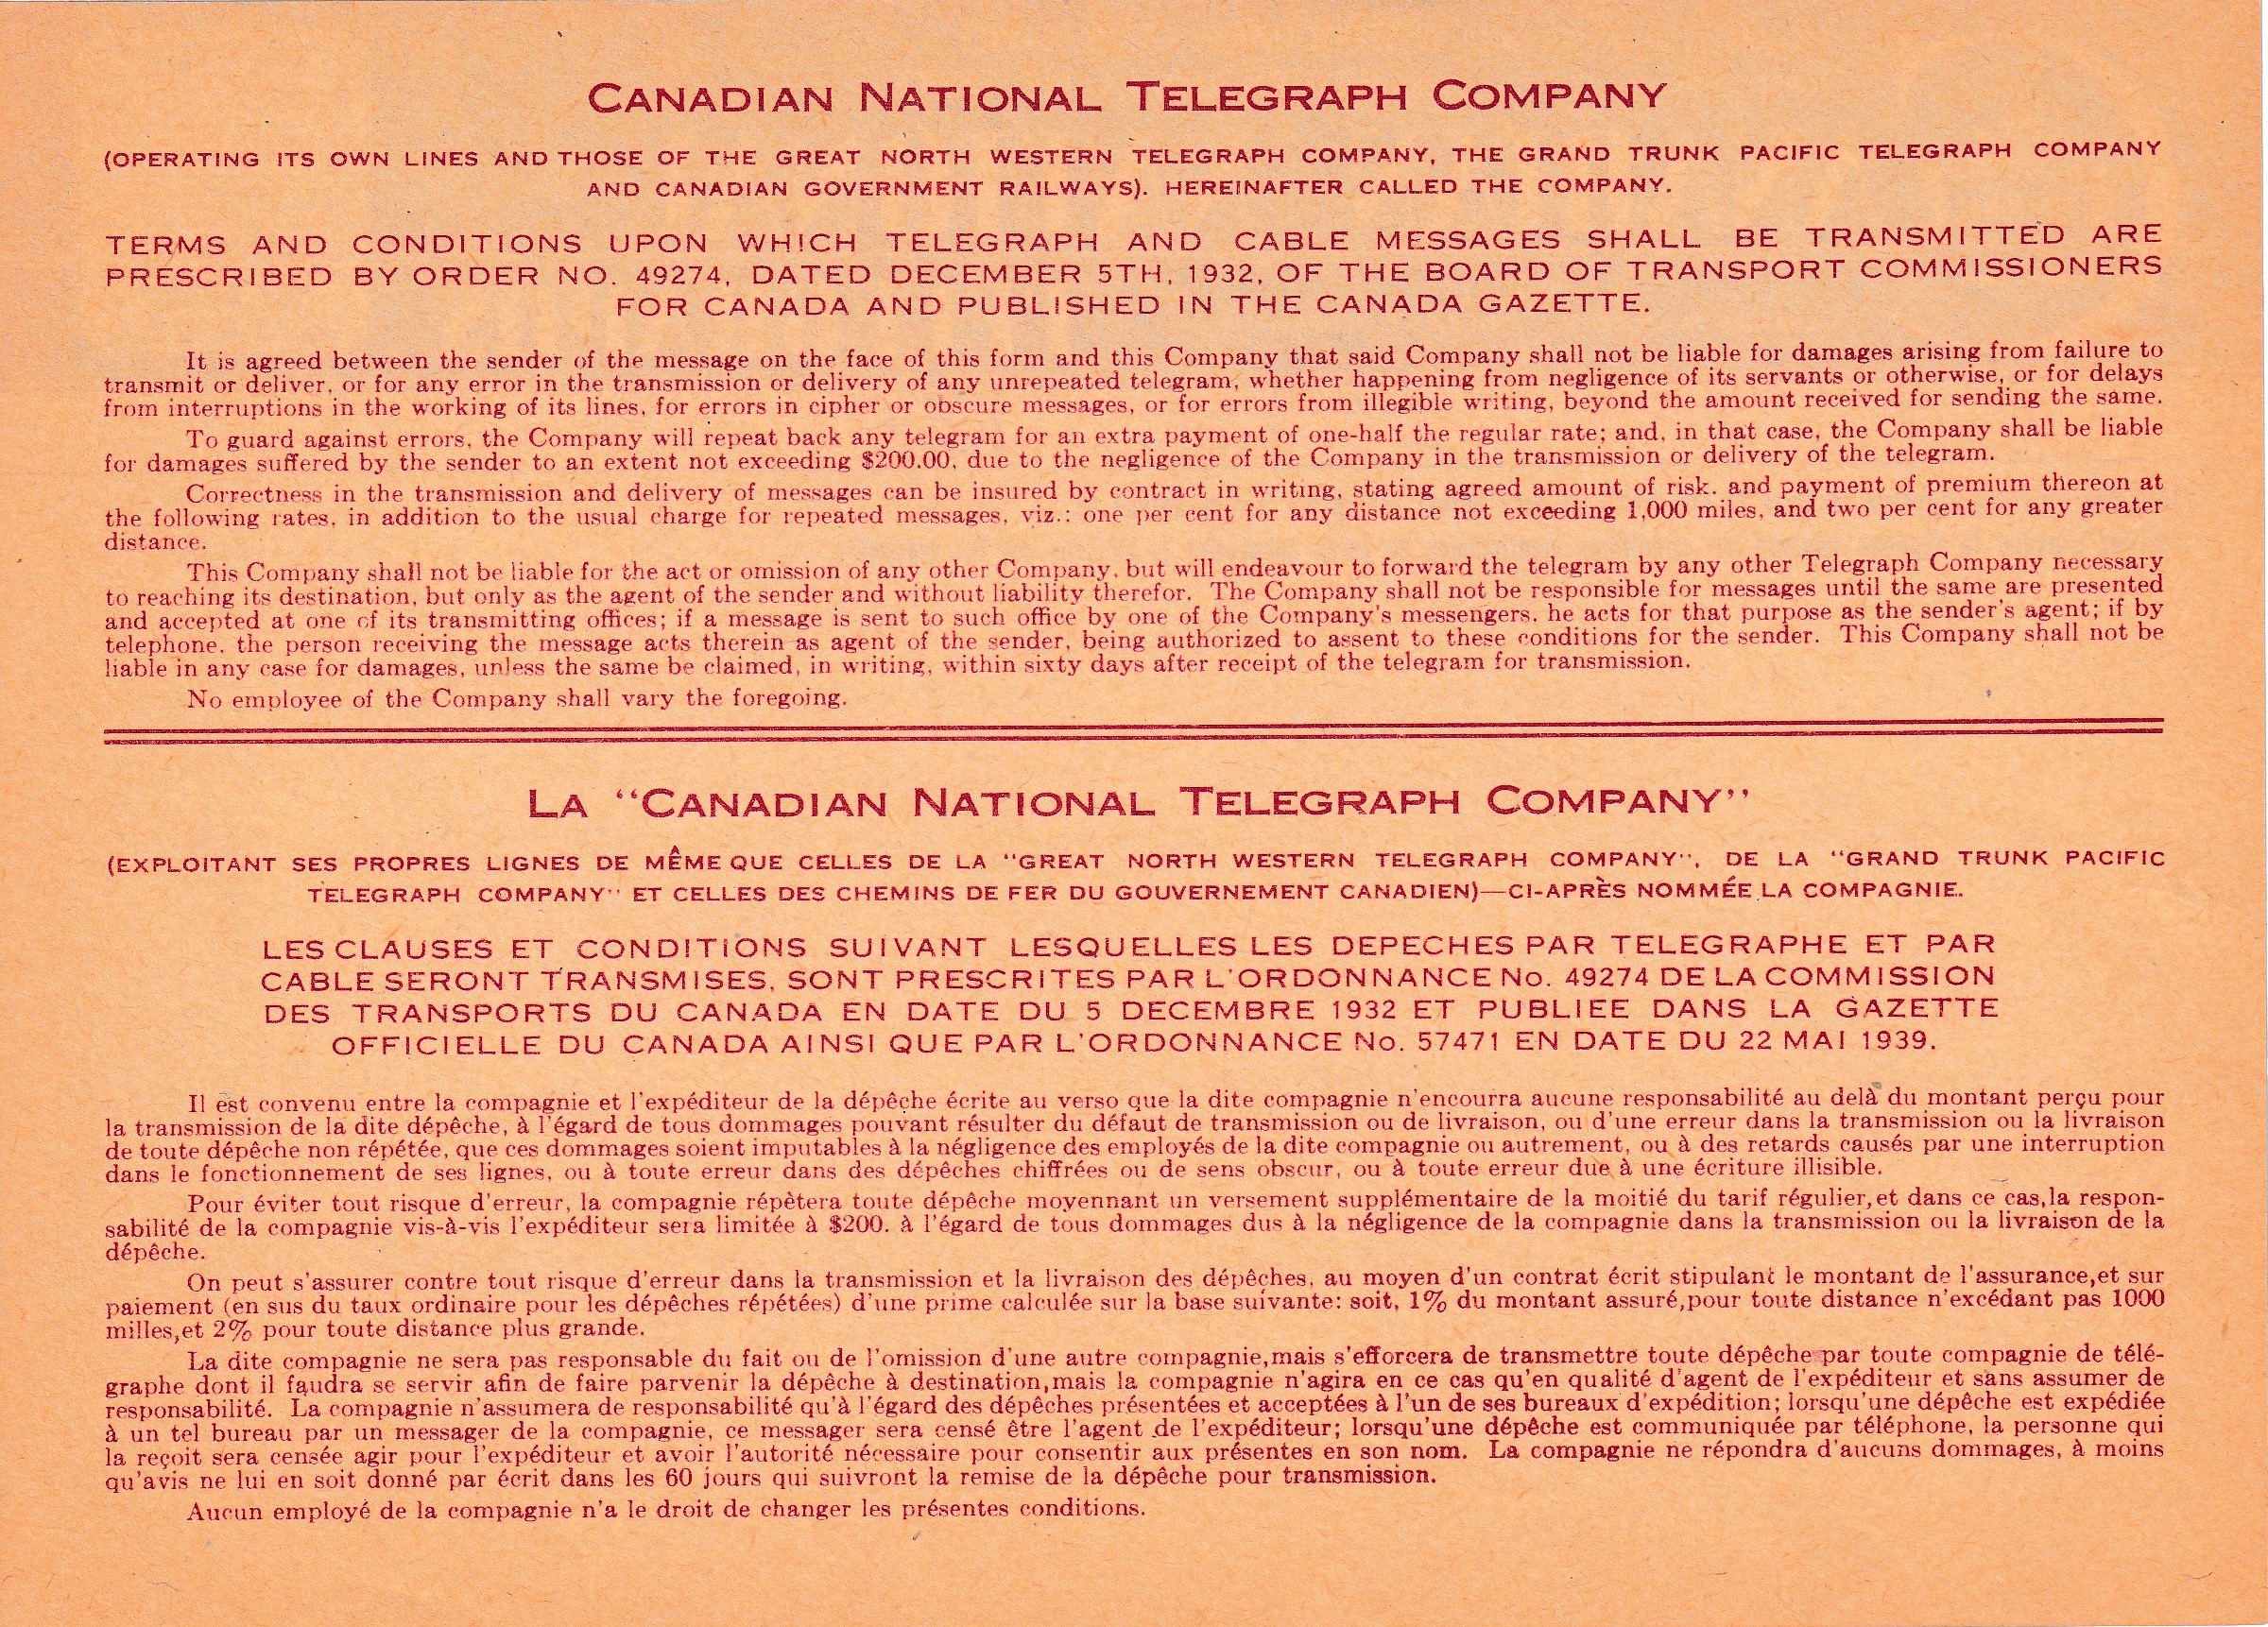 CANADIAN NATIONAL TELEGRAPH COMPANY
(OPERATING ITS OWN LINES AND THOSE OF THE GREAT NORTH WESTERN TELEGRAPH COMPANY, THE GRAND TRUNK PACIFIC TELEGRAPH COMPANY
AND CANADIAN GOVERNMENT RAILWAYS). HEREINAFTER CALLED THE COMPANY.
TERMS AND CONDITIONS UPON WHICH TELEGRAPH AND CABLE MESSAGES SHALL BE TRANSMITTED ARE
PRESCRIBED BY ORDER NO. 49274, DATED DECEMBER 5TH, 1932, OF THE BOARD OF TRANSPORT COMMISSIONERS
FOR CANADA AND PUBLISHED IN THE CANADA GAZETTE.
It is agreed between the sender of the message on the face of this form and this Company that said Company shall not be liable for damages arising from failure to
transmit or deliver, or for any error in the transmission or delivery of any unrepeated telegram, whether happening from negligence of its servants or otherwise, or for delays
from interruptions in the working of its lines, for errors in cipher or obscure messages, or for errors from illegible writing, beyond the amount received for sending the same.
To guard against errors, the Company will repeat back any telegram for an extra payment of one-half the regular rate; and, in that case, the Company shall be liable
for damages suffered by the sender to an extent not exceeding $200.00, due to the negligence of the Company in the transmission or delivery of the telegram.
Correctness in the transmission and delivery of messages can be insured by contract in writing, stating agreed amount of risk, and payment of premium thereon at
the following rates, in addition to the usual charge for repeated messages, viz.: one per cent for any distance not exceeding 1,000 miles, and two per cent for any greater
distance.
This Company shall not be liable for the act or omission of any other Company, but will endeavour to forward the telegram by any other Telegraph Company necessary
to reaching its destination, but only as the agent of the sender and without liability therefor. The Company shall not be responsible for messages until the same are presented
and accepted at one of its transmitting offices; if a message is sent to such office by one of the Company's messengers, he acts for that purpose as the sender's agent; if by
telephone, the person receiving the message acts therein as agent of the sender, being authorized to assent to these conditions for the sender. This Company shall not be
liable in any case for damages, unless the same be claimed, in writing, within sixty days after receipt of the telegram for transmission.
No employee of the Company shall vary the foregoing.
LA "CANADIAN NATIONAL TELEGRAPH COMPANY"
(EXPLOITANT SES PROPRES LIGNES DE MÊME QUE CELLES DE LA "GREAT NORTH WESTERN TELEGRAPH COMPANY", DE LA "GRAND TRUNK PACIFIC
TELEGRAPH COMPANY" ET CELLES DES CHEMINS DE FER DU GOUVERNEMENT CANADIEN)—CI-APRÈS NOMMÉE LA COMPAGNIE.
LES CLAUSES ET CONDITIONS SUIVANT LESQUELLES LES DEPECHES PAR TELEGRAPHE ET PAR
CABLE SERONT TRANSMISES, SONT PRESCRITES PAR L'ORDONNANCE No. 49274 DE LA COMMISSION
DES TRANSPORTS DU CANADA EN DATE DU 5 DECEMBRE 1932 ET PUBLIEE DANS LA GAZETTE
OFFICIELLE DU CANADA AINSI QUE PAR L'ORDONNANCE No. 57471 EN DATE DU 22 MAI 1939.
Il est convenu entre la compagnie et l'expéditeur de la dépêche écrite au verso que la dite compagnie n'encourra aucune responsabilité au delà du montant perçu pour
la transmission de la dite dépêche, à l'égard de tous dommages pouvant résulter du défaut de transmission ou de livraison, ou d'une erreur dans la transmission ou la livraison
de toute dépêche non répétée, que ces dommages soient imputables à la négligence des employés de la dite compagnie ou autrement, ou à des retards causés par une interruption
dans le fonctionnement de ses lignes, ou à toute erreur dans des dépêches chiffrées ou de sens obscur, ou à toute erreur due à une écriture illisible.
Pour éviter tout risque d'erreur, la compagnie répètera toute dépêche moyennant un versement supplémentaire de la moitié du tarif régulier,et dans ce cas,la respon-
sabilité de la compagnie vis-à-vis l'expéditeur sera limitée à $200. à l'égard de tous dommages dus à la négligence de la compagnie dans la transmission ou la livraison de la
dépêche.
On peut s'assurer contre tout risque d'erreur dans la transmission et la livraison des dépêches, au moyen d'un contrat écrit stipulant le montant de l'assurance,et sur
paiement (en sus du taux ordinaire pour les dépêches répétées) d'une prime calculée sur la base suivante: soit, 1% du montant assuré,pour toute distance n'excédant pas 1000
milles,et 2% pour toute distance plus grande.
La dite compagnie ne sera pas responsable du fait ou de l'omission d'une autre compagnie,mais s'efforcera de transmettre toute dépêche par toute compagnie de télé-
graphe dont il faudra se servir afin de faire parvenir la dépêche à destination,mais la compagnie n'agira en ce cas qu'en qualité d'agent de l'expéditeur et sans assumer de
responsabilité. La compagnie n'assumera de responsabilité qu'à l'égard des dépêches présentées et acceptées à l'un de ses bureaux d'expédition; lorsqu'une dépêche est expédiée
à un tel bureau par un messager de la compagnie, ce messager sera censé être l'agent de l'expéditeur; lorsqu'une dépêche est communiquée par téléphone, la personne qui
la reçoit sera censée agir pour l'expéditeur et avoir l'autorité nécessaire pour consentir aux présentes en son nom. La compagnie ne répondra d'aucuns dommages, à moins
qu'avis ne lui en soit donné par écrit dans les 60 jours qui suivront la remise de la dépêche pour transmission.
Aucun employé de la compagnie n'a le droit de changer les présentes conditions.